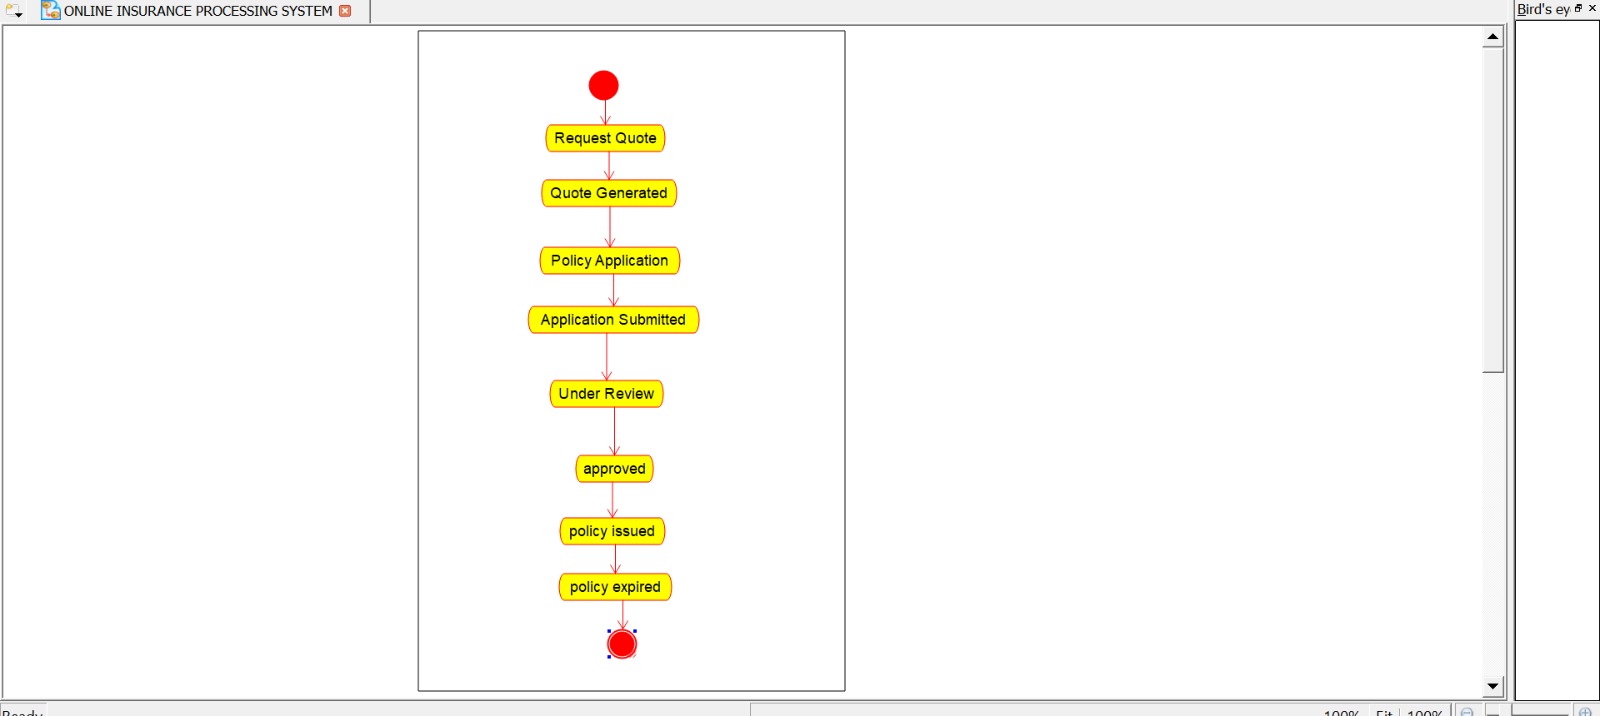 ONLINE INSURANCE PROCESSING SYSTEM
Bird's ey
Request Quote
Quote Generated
Policy Application
Application Submitted
Under Review
approved
policy issued
policy expired
Ready
100% Fit 100%